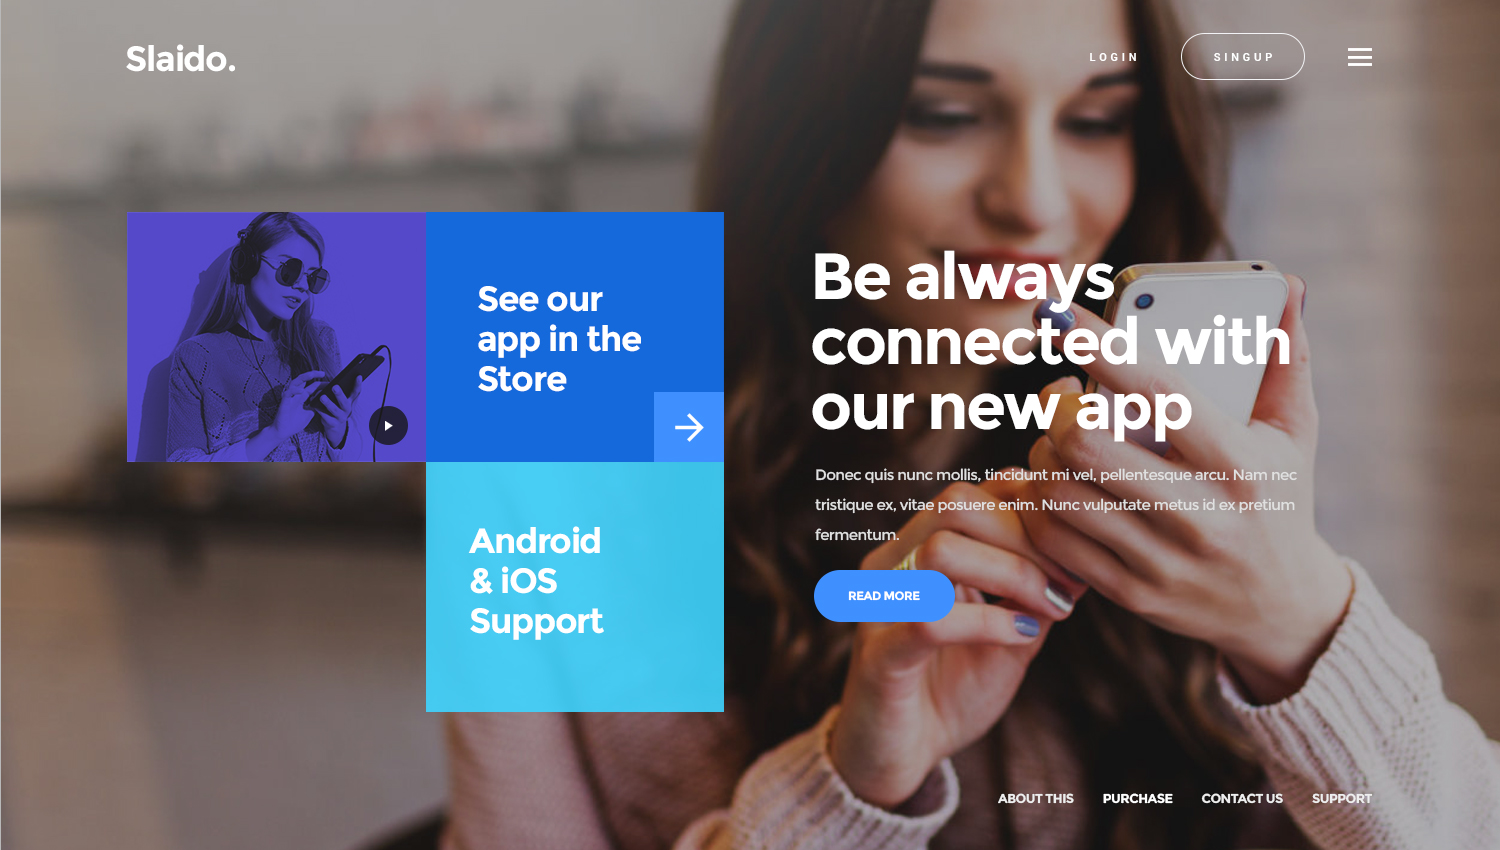 Slaido.
LOGIN
SINGUP
See our
app in the
Store
Android
& iOS
Support
Be always
connected with
our new app
Donec quis nunc mollis, tincidunt mi vel, pellentesque arcu. Nam nec
tristique ex, vitae posuere enim. Nunc vulputate metus id ex pretium
fermentum.
READ MORE
ABOUT THIS
PURCHASE
CONTACT US
SUPPORT